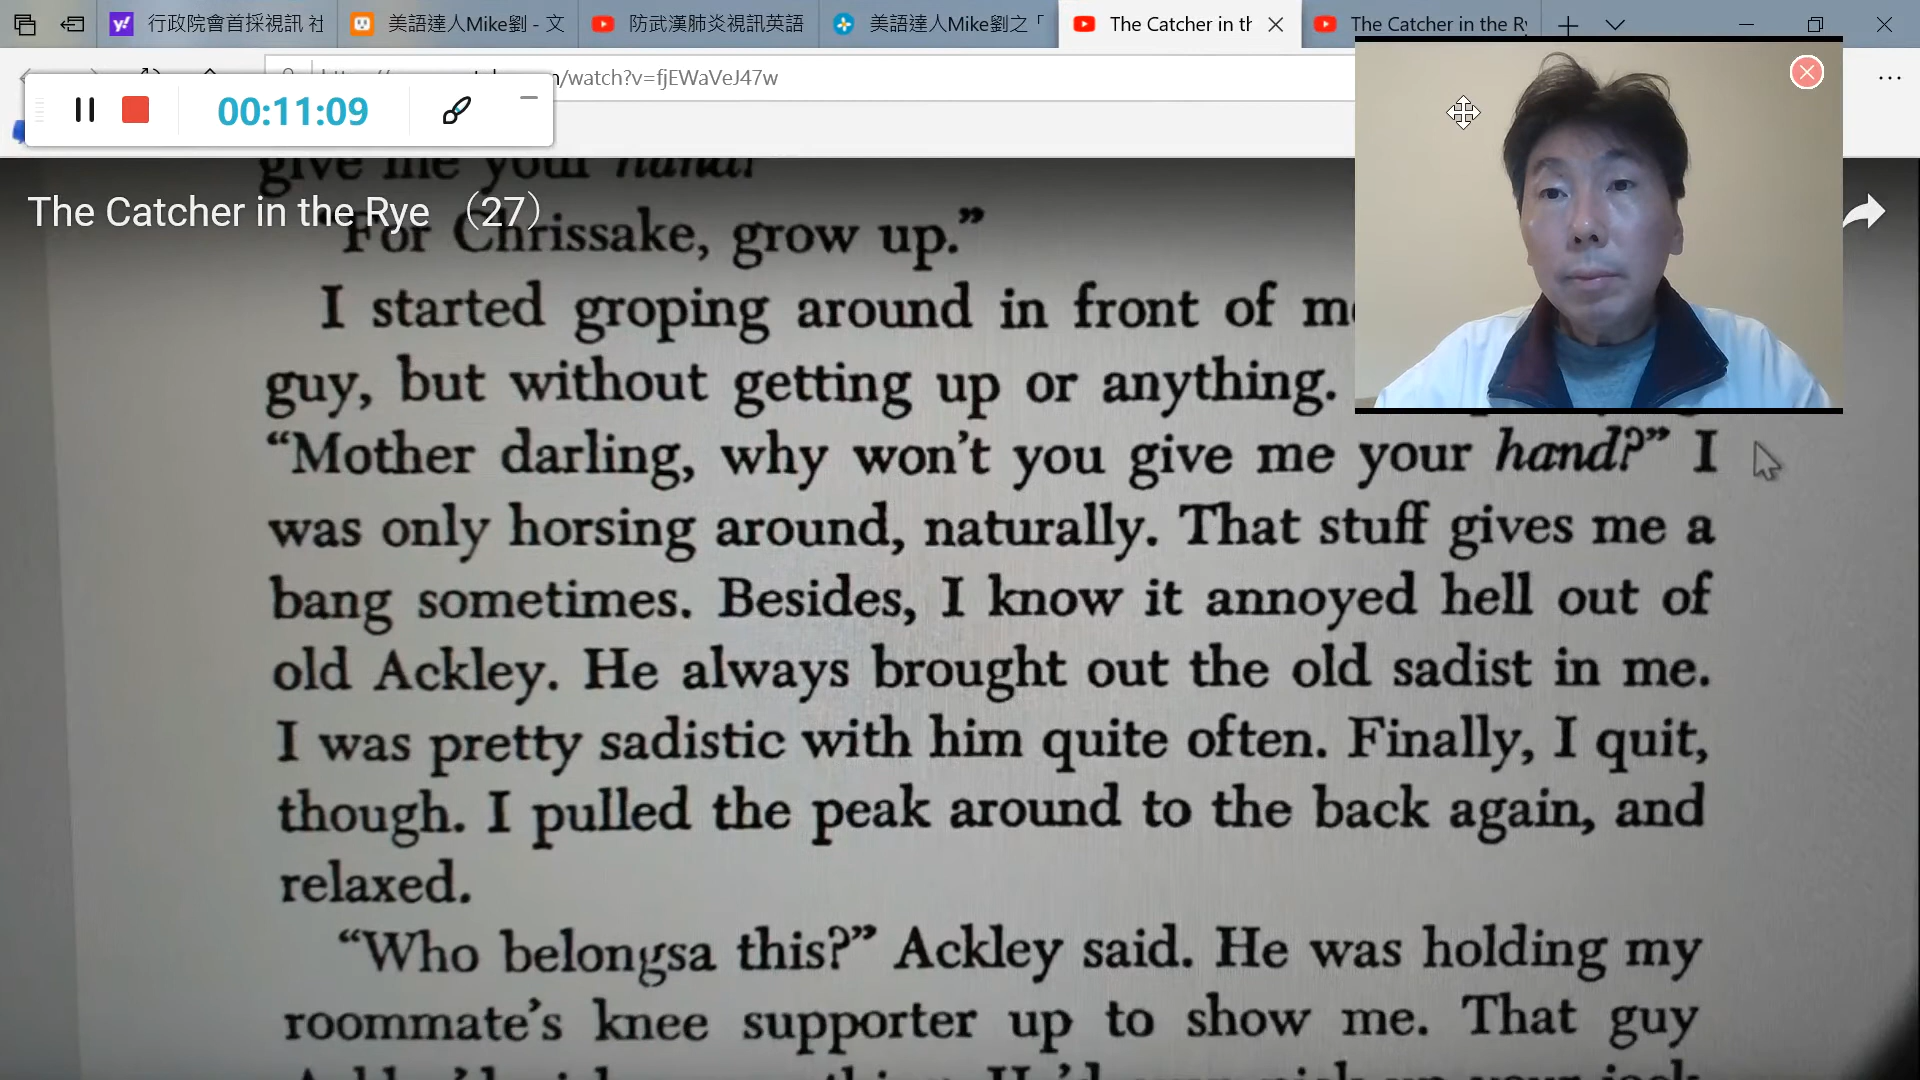 行政院會首採視訊 社
美語達人Mike劉 - 文
防武漢肺炎視訊英語
美語達人Mike劉之「
The Catcher in th
The Catcher in the Ry
/watch?v=fjEWaVeJ47w
00:11:09
give me your hand!
The Catcher in the Rye （27）
"For Chrissake, grow up."
I started groping around in front of
guy, but without getting up or anything.
"Mother darling, why won't you give me your hand?" I
was only horsing around, naturally. That stuff gives me a
bang sometimes. Besides, I know it annoyed hell out of
old Ackley. He always brought out the old sadist in me.
I was pretty sadistic with him quite often. Finally, I quit,
though. I pulled the peak around to the back again, and
relaxed.
"Who belongsa this?" Ackley said. He was holding my
roommate's knee supporter up to show me. That guy